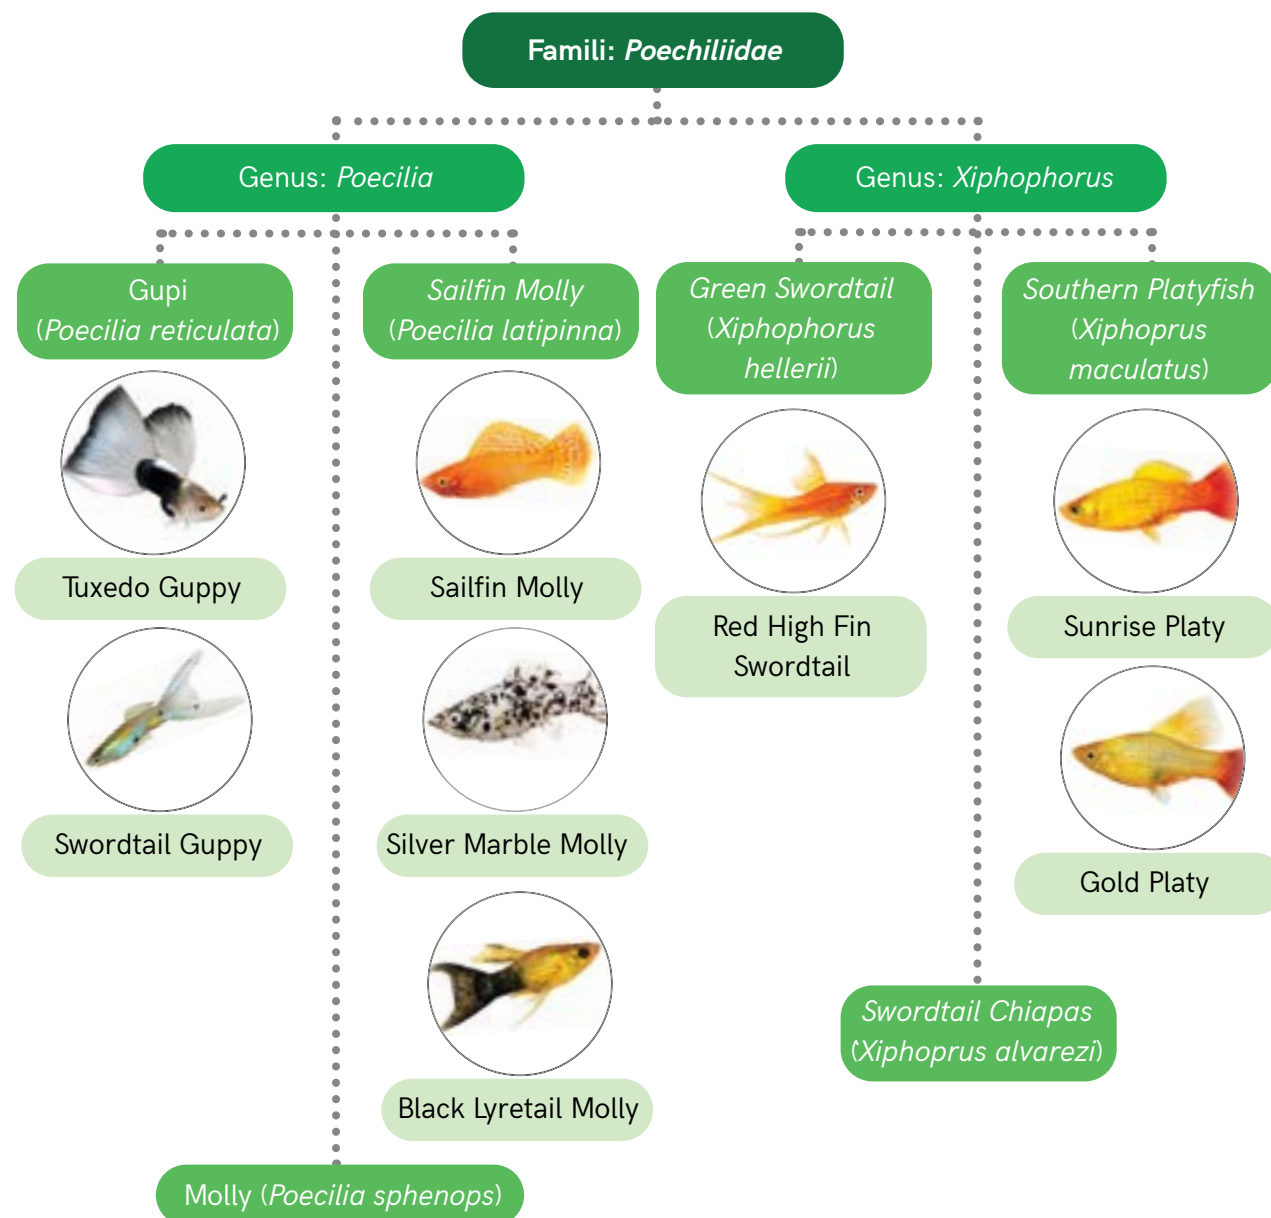 Famili: Poechiliidae
Genus: Poecilia
Genus: Xiphophorus
Gupi
(Poecilia reticulata)
Sailfin Molly
(Poecilia latipinna)
Green Swordtail
(Xiphophorus
hellerii)
Southern Platyfish
(Xiphoprus
maculatus)
Tuxedo Guppy
Sailfin Molly
Red High Fin
Swordtail
Sunrise Platy
Swordtail Guppy
Silver Marble Molly
Gold Platy
Swordtail Chiapas
(Xiphoprus alvarezi)
Black Lyretail Molly
Molly (Poecilia sphenops)